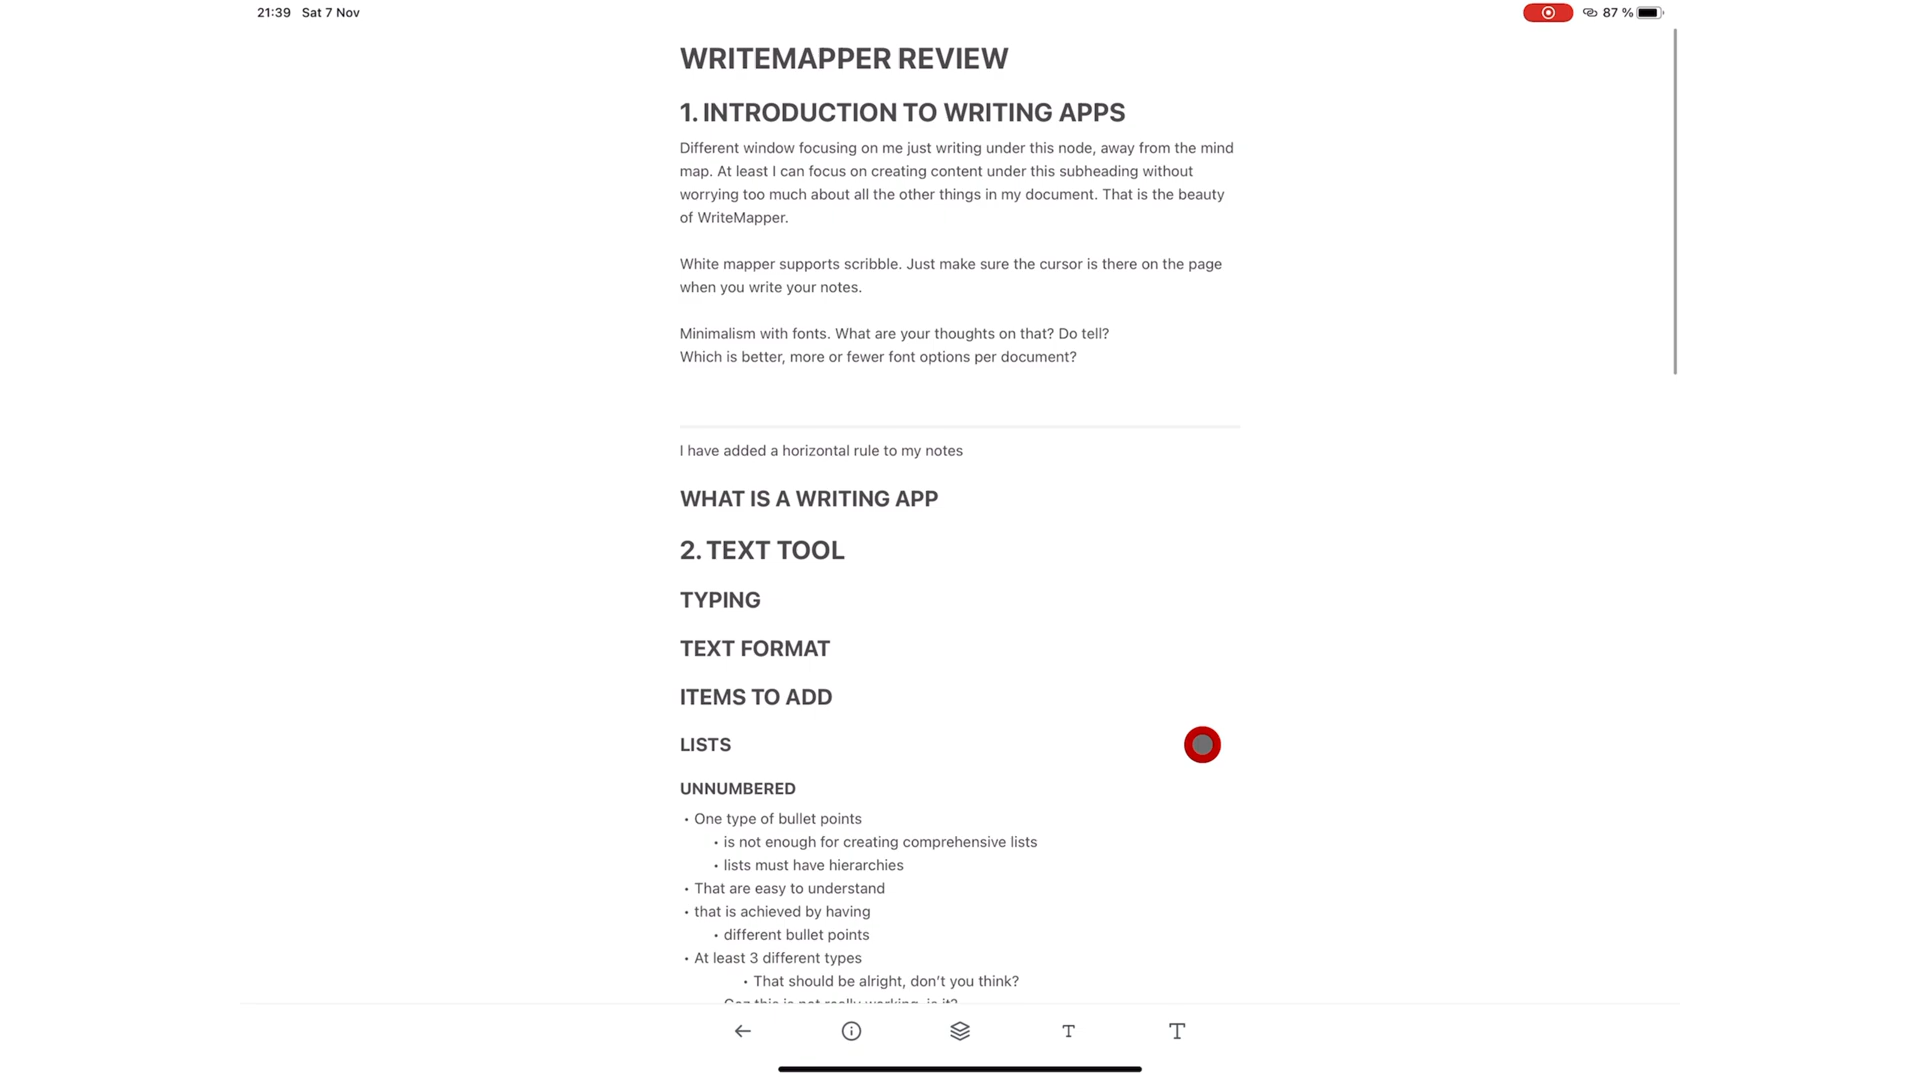 21:39 Sat 7 Nov
87 %
WRITEMAPPER REVIEW
1. INTRODUCTION TO WRITING APPS
Different window focusing on me just writing under this node, away from the mind
map. At least I can focus on creating content under this subheading without
worrying too much about all the other things in my document. That is the beauty
of WriteMapper.
White mapper supports scribble. Just make sure the cursor is there on the page
when you write your notes.
Minimalism with fonts. What are your thoughts on that? Do tell?
Which is better, more or fewer font options per document?
I have added a horizontal rule to my notes
WHAT IS A WRITING APP
2. TEXT TOOL
TYPING
TEXT FORMAT
ITEMS TO ADD
LISTS
UNNUMBERED
• One type of bullet points
• is not enough for creating comprehensive lists
• lists must have hierarchies
• That are easy to understand
• that is achieved by having
• different bullet points
• At least 3 different types
• That should be alright, don't you think?
Coz this is not really working, is it?
T
T